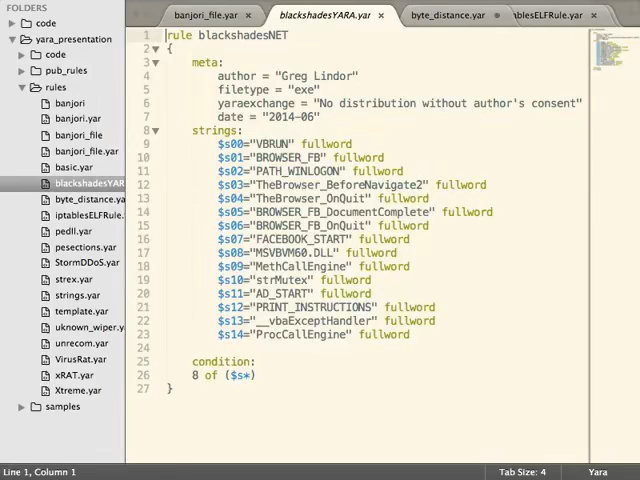 FOLDERS
code
yara_presentation
code
pub_rules
rules
banjori
banjori.yar
banjori_file
banjori_file.yar
basic.yar
blackshadesYAR
byte_distance.ya
iptablesELFRule.
pedll.yar
pesections.yar
StormDDoS.yar
strex.yar
strings.yar
template.yar
uknown_wiper.yar
unrecom.yar
VirusRat.yar
xRAT.yar
Xtreme.yar
samples
banjori_file.yar × blackshadesYARA.yar × byte_distance.yar tablesELFRule.yar ×
1 rule blackshadesNET
2 {
3 meta:
4 author = "Greg Lindor"
5 filetype = "exe"
6 yaraexchange = "No distribution without author's consent"
7 date = "2014-06"
8 strings:
9 $s00="VBRUN" fullword
10 $s01="BROWSER_FB" fullword
11 $s02="PATH_WINLOGON" fullword
12 $s03="TheBrowser_BeforeNavigate2" fullword
13 $s04="TheBrowser_OnQuit" fullword
14 $s05="BROWSER_FB_DocumentComplete" fullword
15 $s06="BROWSER_FB_OnQuit" fullword
16 $s07="FACEBOOK_START" fullword
17 $s08="MSVBVM60.DLL" fullword
18 $s09="MethCallEngine" fullword
19 $s10="strMutex" fullword
20 $s11="AD_START" fullword
21 $s12="PRINT_INSTRUCTIONS" fullword
22 $s13="__vbaExceptHandler" fullword
23 $s14="ProcCallEngine" fullword
24
25 condition:
26 8 of ($s*)
27 }
Line 1, Column 1 Tab Size: 4 Yara